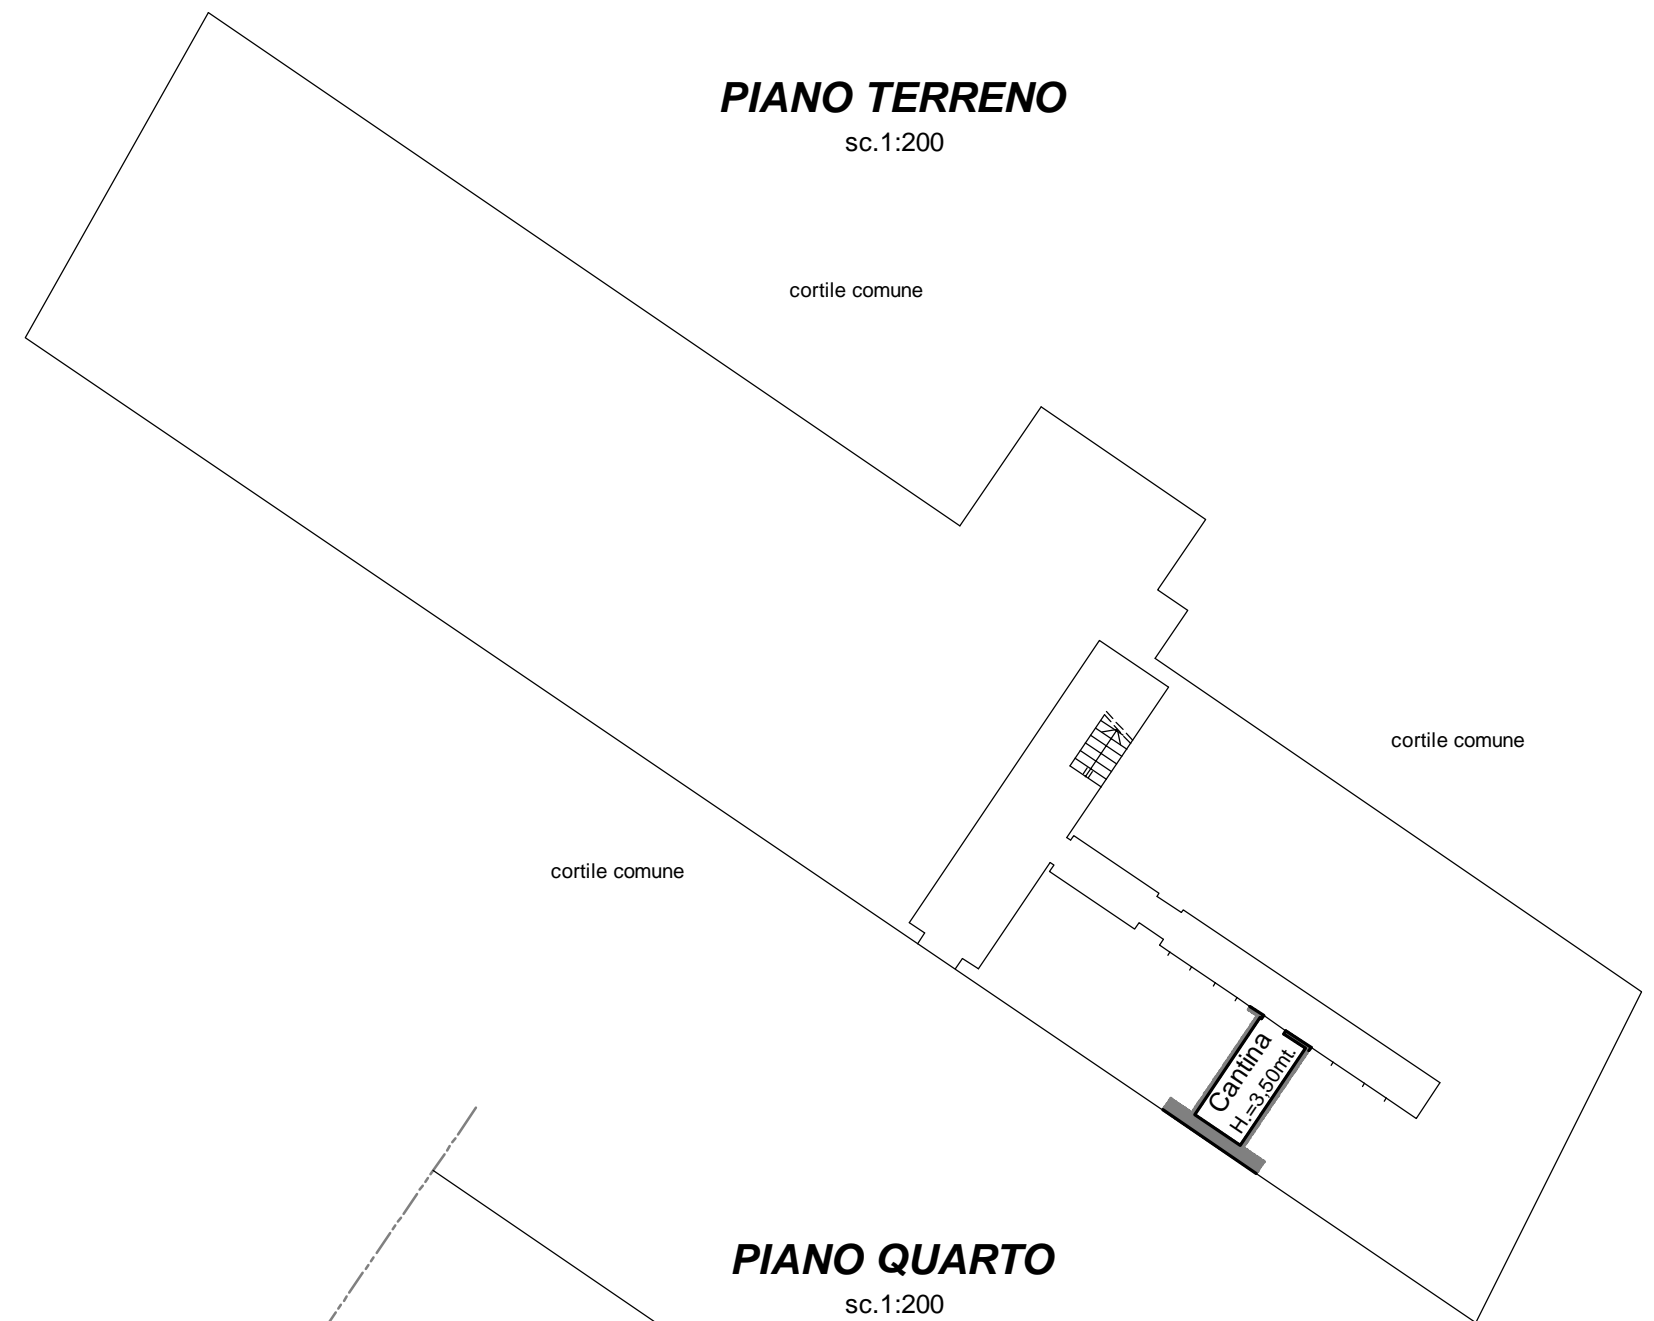 PIANO TERRENO
sc.1:200
cortile comune
cortile comune
cortile comune
Cantina
H.=3,50mt.
PIANO QUARTO
sc.1:200